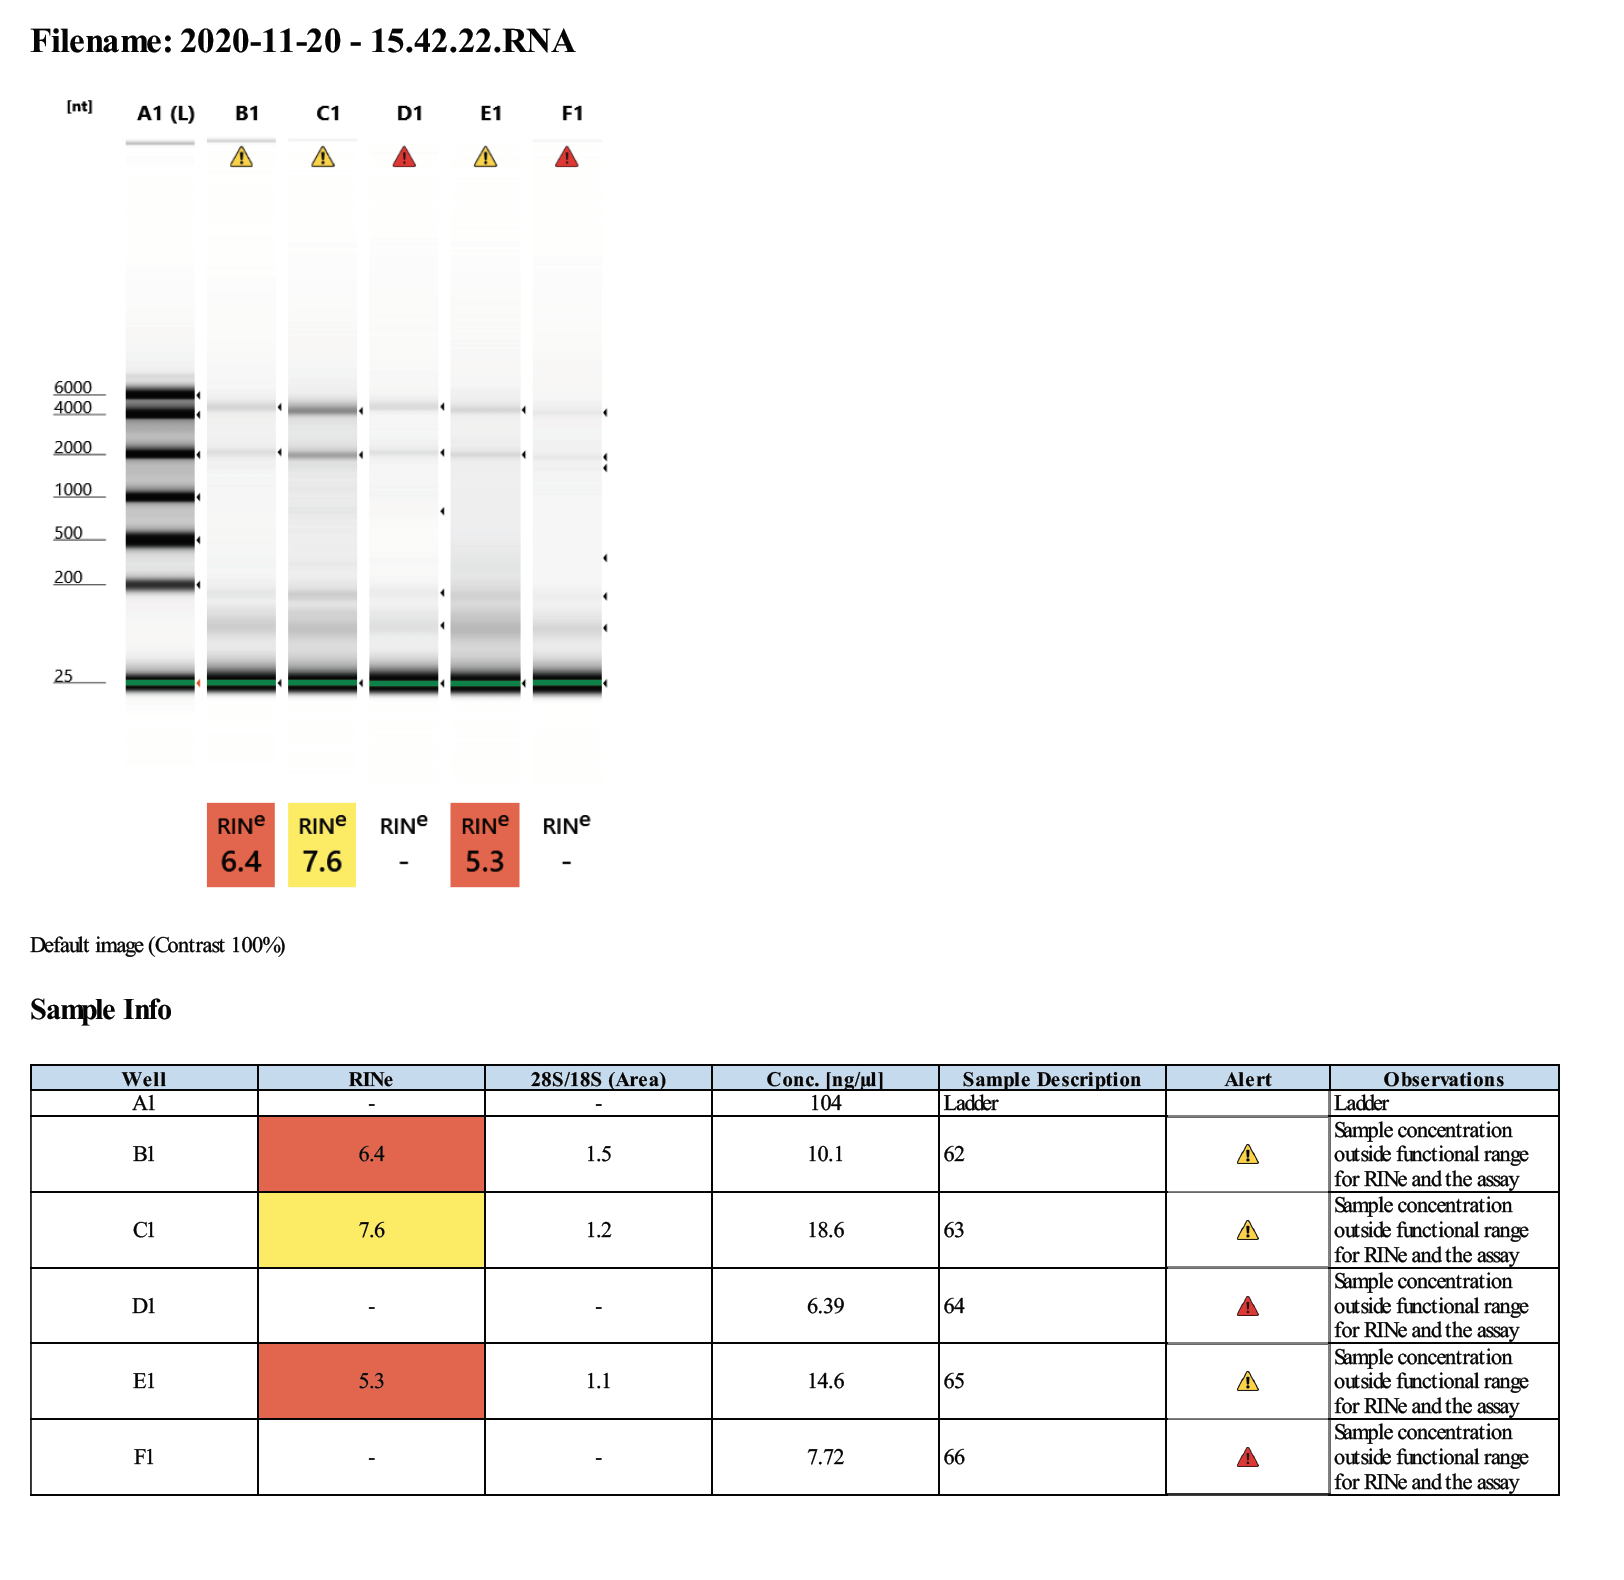 Filename: 2020-11-20 - 15.42.22.RNA
[nt] A1 (L) B1 C1 D1 E1 F1
6000
4000
2000
1000
500
200
25
RINe RINe RINe RINe RINe
6.4 7.6 - 5.3 -
Default image (Contrast 100%)
Sample Info
Well RINe 28S/18S (Area) Conc. [ng/µl] Sample Description Alert Observations
A1 - - 104 Ladder Ladder
B1 6.4 1.5 10.1 62 Sample concentration
outside functional range
for RINe and the assay
C1 7.6 1.2 18.6 63 Sample concentration
outside functional range
for RINe and the assay
D1 - - 6.39 64 Sample concentration
outside functional range
for RINe and the assay
E1 5.3 1.1 14.6 65 Sample concentration
outside functional range
for RINe and the assay
F1 - - 7.72 66 Sample concentration
outside functional range
for RINe and the assay